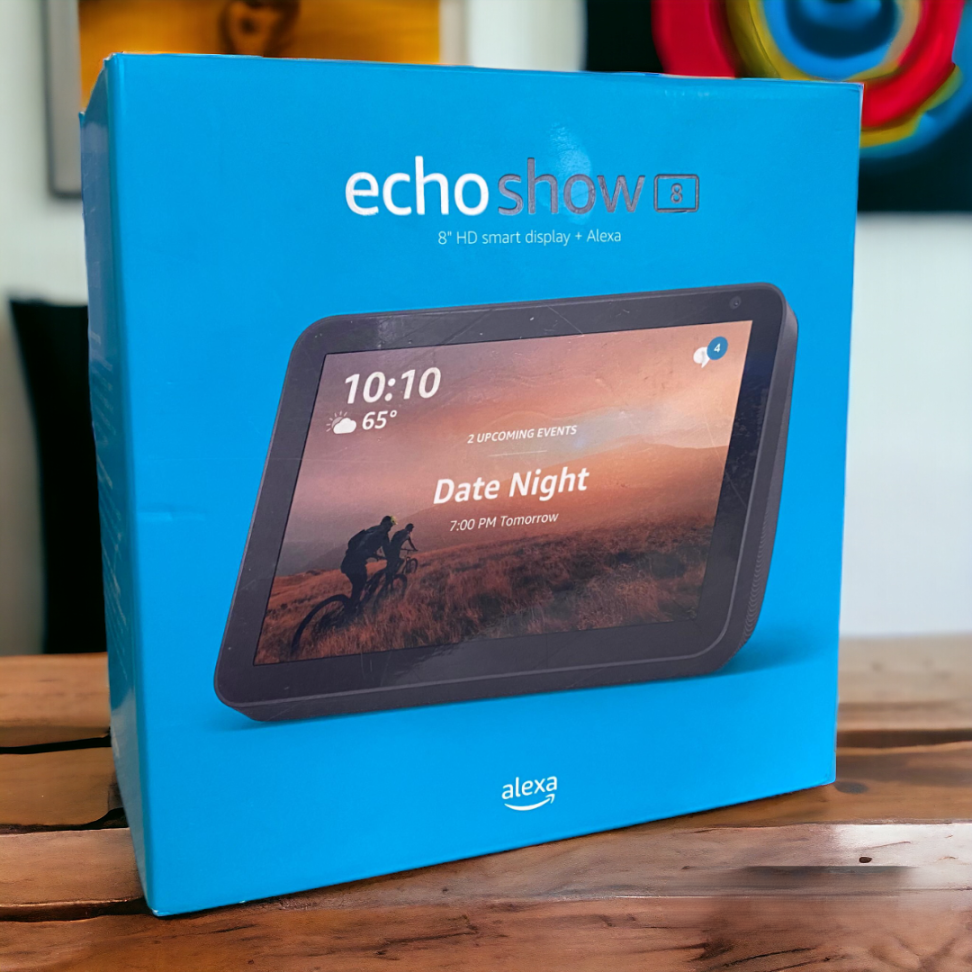 echo show 8
8" HD smart display + Alexa
4
10:10
65°
2 UPCOMING EVENTS
Date Night
7:00 PM Tomorrow
alexa